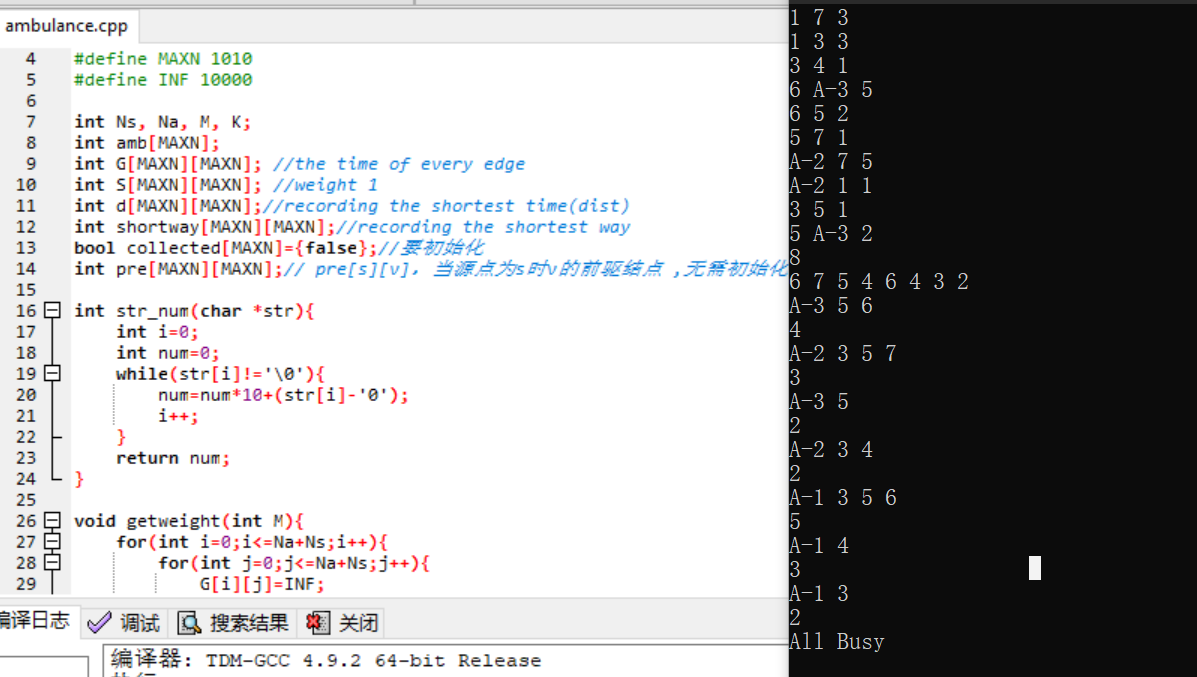 ambulance.cpp
4 #define MAXN 1010
5 #define INF 10000
6
7 int Ns, Na, M, K;
8 int amb[MAXN];
9 int G[MAXN][MAXN]; //the time of every edge
10 int S[MAXN][MAXN]; //weight 1
11 int d[MAXN][MAXN];//recording the shortest time(dist)
12 int shortway[MAXN][MAXN];//recording the shortest way
13 bool collected[MAXN]={false};//要初始化
14 int pre[MAXN][MAXN];// pre[s][v], 当源点为s时v的前驱结点 ,无需初始化
15
16 int str_num(char *str){
17 int i=0;
18 int num=0;
19 while(str[i]!='\0'){
20 num=num*10+(str[i]-'0');
21 i++;
22 }
23 return num;
24 }
25
26 void getweight(int M){
27 for(int i=0;i<=Na+Ns;i++){
28 for(int j=0;j<=Na+Ns;j++){
29 G[i][j]=INF;
编译日志 调试 搜索结果 关闭
编译器: TDM-GCC 4.9.2 64-bit Release
1 7 3
1 3 3
3 4 1
6 A-3 5
6 5 2
5 7 1
A-2 7 5
A-2 1 1
3 5 1
5 A-3 2
8
6 7 5 4 6 4 3 2
A-3 5 6
4
A-2 3 5 7
3
A-3 5
2
A-2 3 4
2
A-1 3 5 6
5
A-1 4
3
A-1 3
2
All Busy